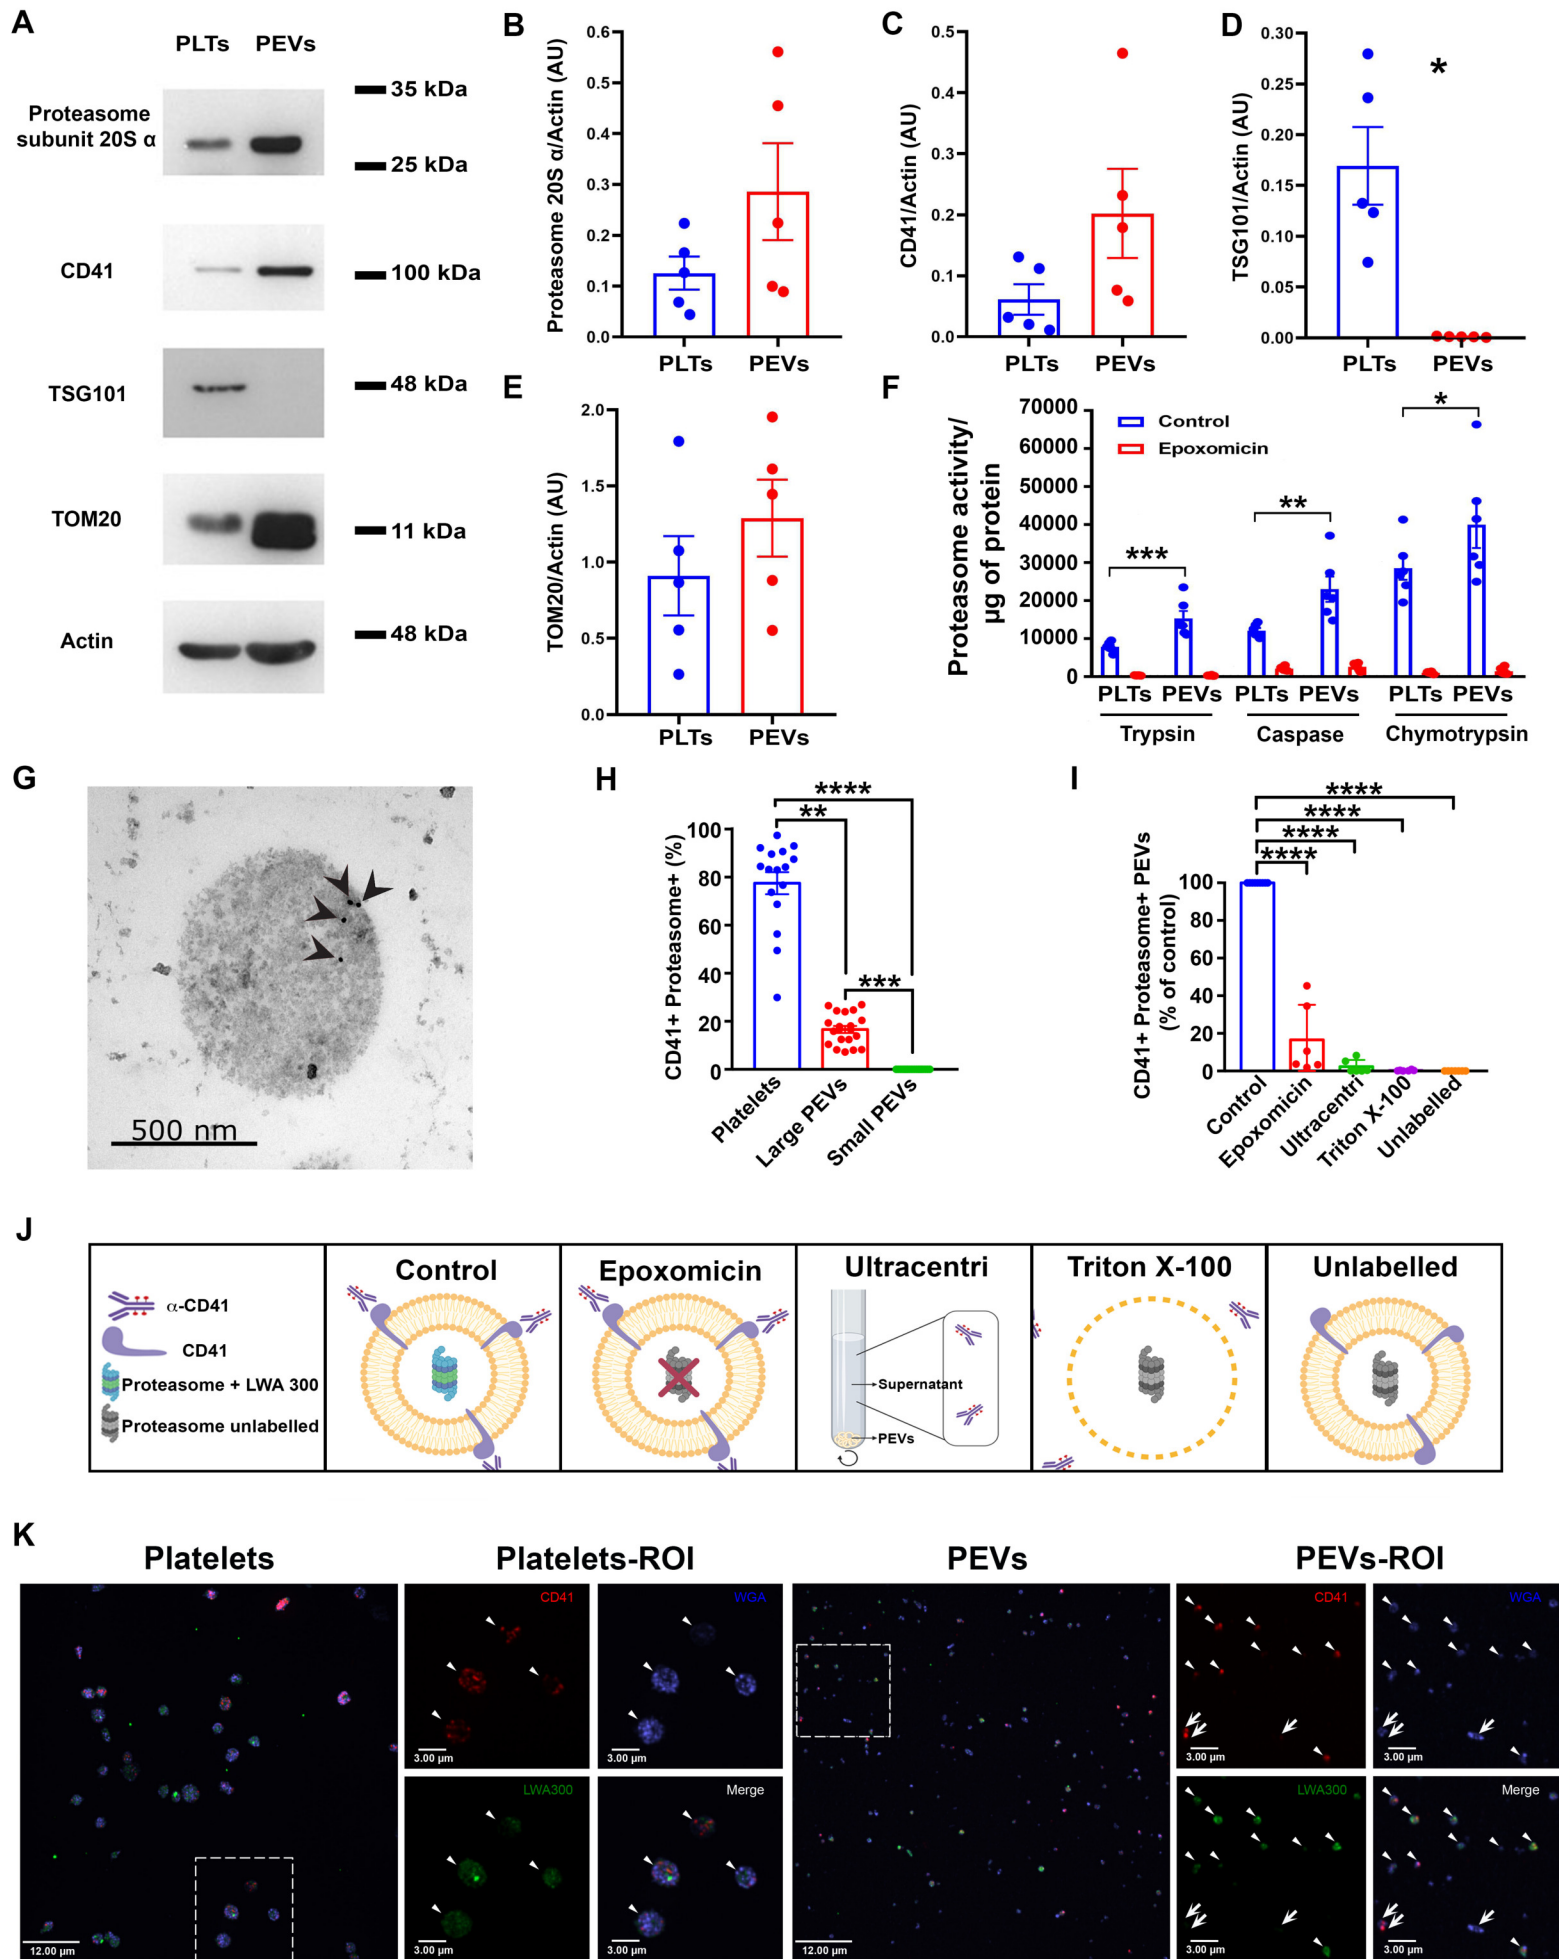 A
PLTs PEVs
Proteasome
subunit 20S α
35 kDa
25 kDa
CD41
100 kDa
TSG101
48 kDa
TOM20
11 kDa
Actin
48 kDa
B
Proteasome 20S α/Actin (AU)
0.6
0.5
0.4
0.3
0.2
0.1
0.0
PLTs PEVs
C
CD41/Actin (AU)
0.5
0.4
0.3
0.2
0.1
0.0
PLTs PEVs
D
TSG101/Actin (AU)
0.30
0.25
0.20
0.15
0.10
0.05
0.00
*
PLTs PEVs
E
TOM20/Actin (AU)
2.0
1.5
1.0
0.5
0.0
PLTs PEVs
F
Proteasome activity/
µg of protein
70000
60000
50000
40000
30000
20000
10000
0
Control
Epoxomicin
***
**
*
PLTs PEVs PLTs PEVs PLTs PEVs
Trypsin Caspase Chymotrypsin
G
500 nm
H
CD41+ Proteasome+ (%)
100
80
60
40
20
0
****
**
***
Platelets
Large PEVs
Small PEVs
I
CD41+ Proteasome+ PEVs
(% of control)
100
80
60
40
20
0
****
****
****
****
Control
Epoxomicin
Ultracentri
Triton X-100
Unlabelled
J
α-CD41
CD41
Proteasome + LWA 300
Proteasome unlabelled
Control
Epoxomicin
Ultracentri
Supernatant
PEVs
Triton X-100
Unlabelled
K
Platelets
12.00 µm
Platelets-ROI
CD41
3.00 µm
WGA
3.00 µm
LWA300
3.00 µm
Merge
3.00 µm
PEVs
12.00 µm
PEVs-ROI
CD41
3.00 µm
WGA
3.00 µm
LWA300
3.00 µm
Merge
3.00 µm